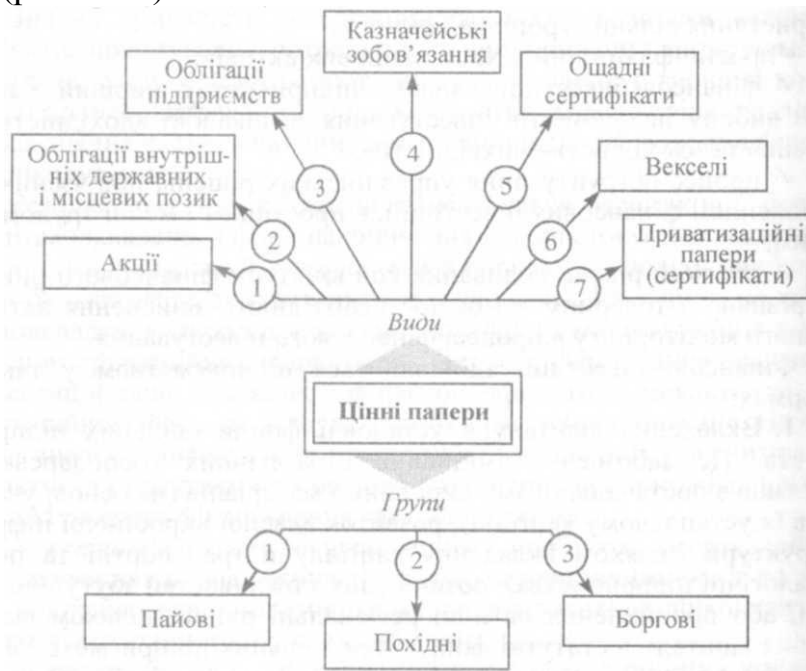 Казначейські
зобов’язання
Облігації
підприємств
Ощадні
сертифікати
4
Облігації внутріш-
ніх державних
і місцевих позик
3
5
Векселі
2
6
Акції
1
7
Приватизаційні
папери
(сертифікати)
Види
Цінні папери
Групи
1
2
3
Пайові
Похідні
Боргові